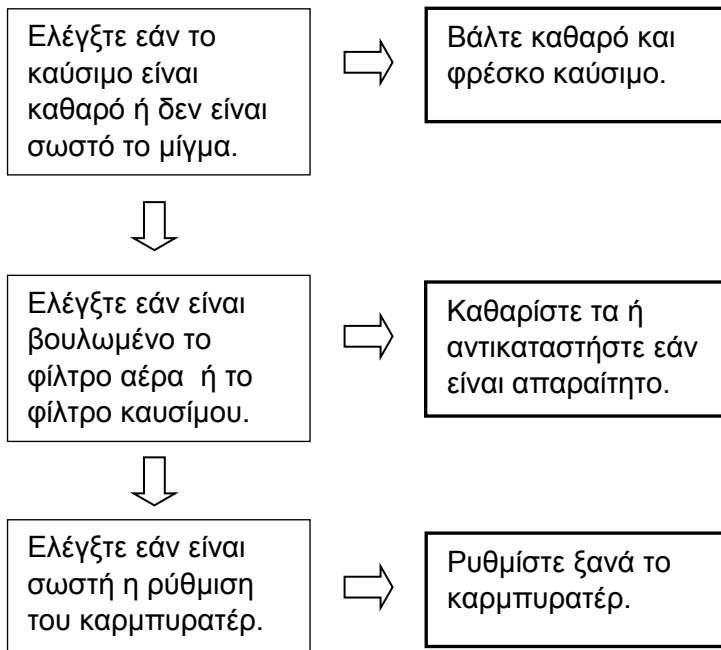 Ελέγξτε εάν το
καύσιμο είναι
καθαρό ή δεν είναι
σωστό το μίγμα.
Βάλτε καθαρό και
φρέσκο καύσιμο.
Ελέγξτε εάν είναι
βουλωμένο το
φίλτρο αέρα ή το
φίλτρο καυσίμου.
Καθαρίστε τα ή
αντικαταστήστε εάν
είναι απαραίτητο.
Ελέγξτε εάν είναι
σωστή η ρύθμιση
του καρμπυρατέρ.
Ρυθμίστε ξανά το
καρμπυρατέρ.